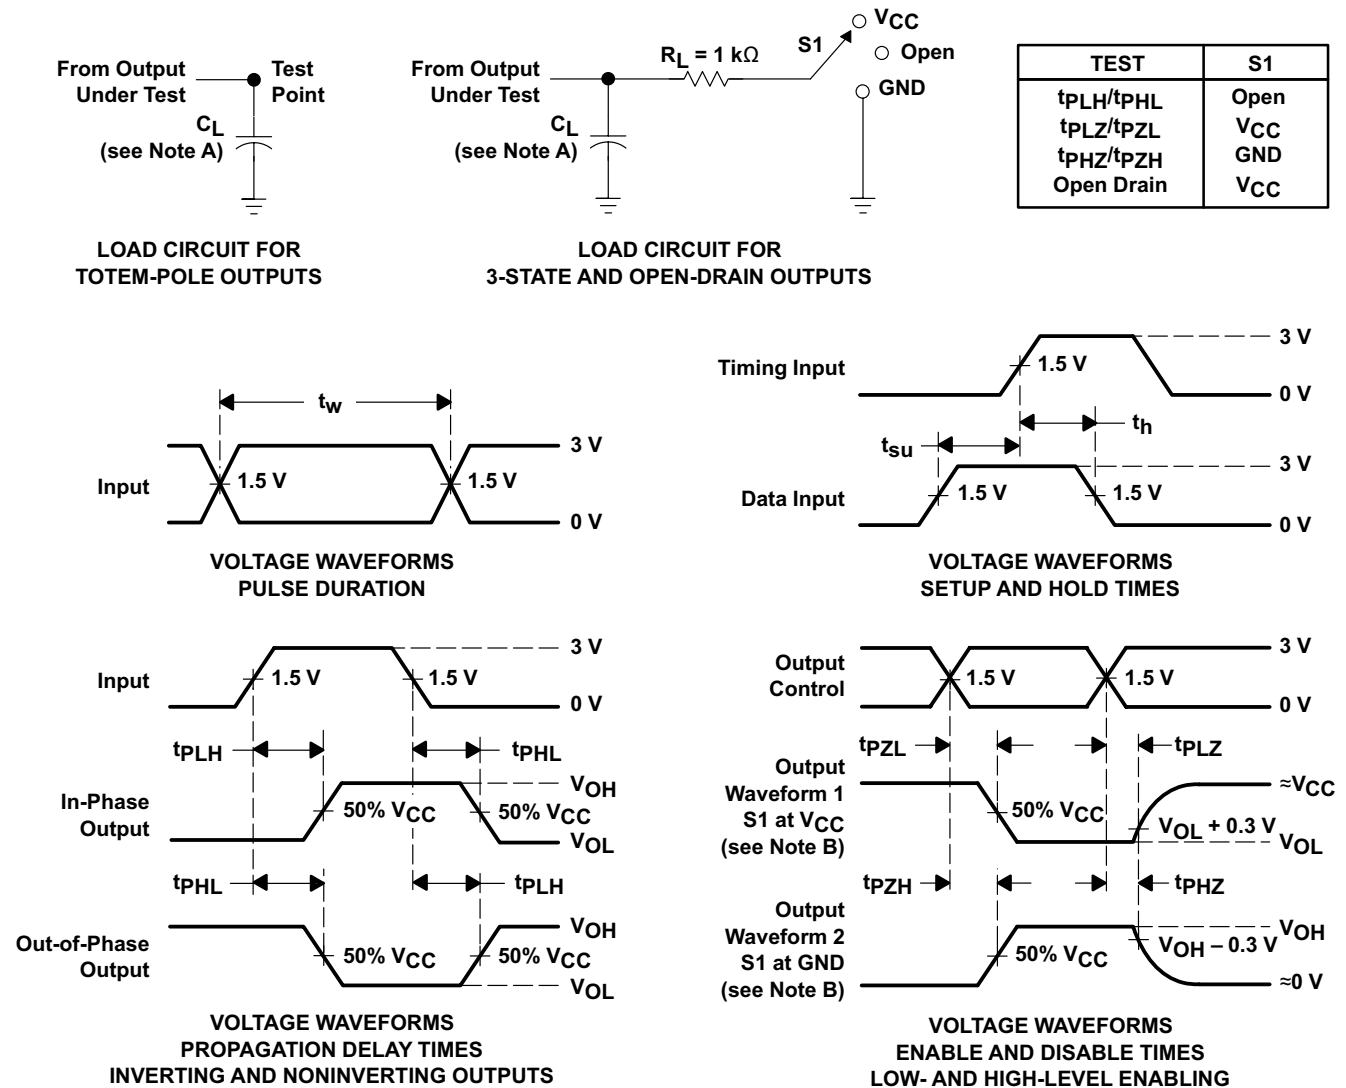 From Output
Under Test
Test
Point
CL
(see Note A)
LOAD CIRCUIT FOR
TOTEM-POLE OUTPUTS
From Output
Under Test
RL = 1 kΩ
S1
VCC
Open
GND
CL
(see Note A)
LOAD CIRCUIT FOR
3-STATE AND OPEN-DRAIN OUTPUTS
TEST S1
tPLH/tPHL Open
tPLZ/tPZL VCC
tPHZ/tPZH GND
Open Drain VCC
tw
Input
1.5 V
1.5 V
3 V
0 V
VOLTAGE WAVEFORMS
PULSE DURATION
Timing Input
1.5 V
3 V
0 V
th
tsu
Data Input
1.5 V
1.5 V
3 V
0 V
VOLTAGE WAVEFORMS
SETUP AND HOLD TIMES
Input
1.5 V
1.5 V
3 V
0 V
tPLH
tPHL
In-Phase
Output
50% VCC
50% VCC
VOH
VOL
tPHL
tPLH
Out-of-Phase
Output
50% VCC
50% VCC
VOH
VOL
VOLTAGE WAVEFORMS
PROPAGATION DELAY TIMES
INVERTING AND NONINVERTING OUTPUTS
Output
Control
1.5 V
1.5 V
3 V
0 V
tPZL
tPLZ
Output
Waveform 1
S1 at VCC
(see Note B)
50% VCC
VOL + 0.3 V
≈VCC
VOL
tPZH
tPHZ
Output
Waveform 2
S1 at GND
(see Note B)
50% VCC
VOH – 0.3 V
VOH
≈0 V
VOLTAGE WAVEFORMS
ENABLE AND DISABLE TIMES
LOW- AND HIGH-LEVEL ENABLING